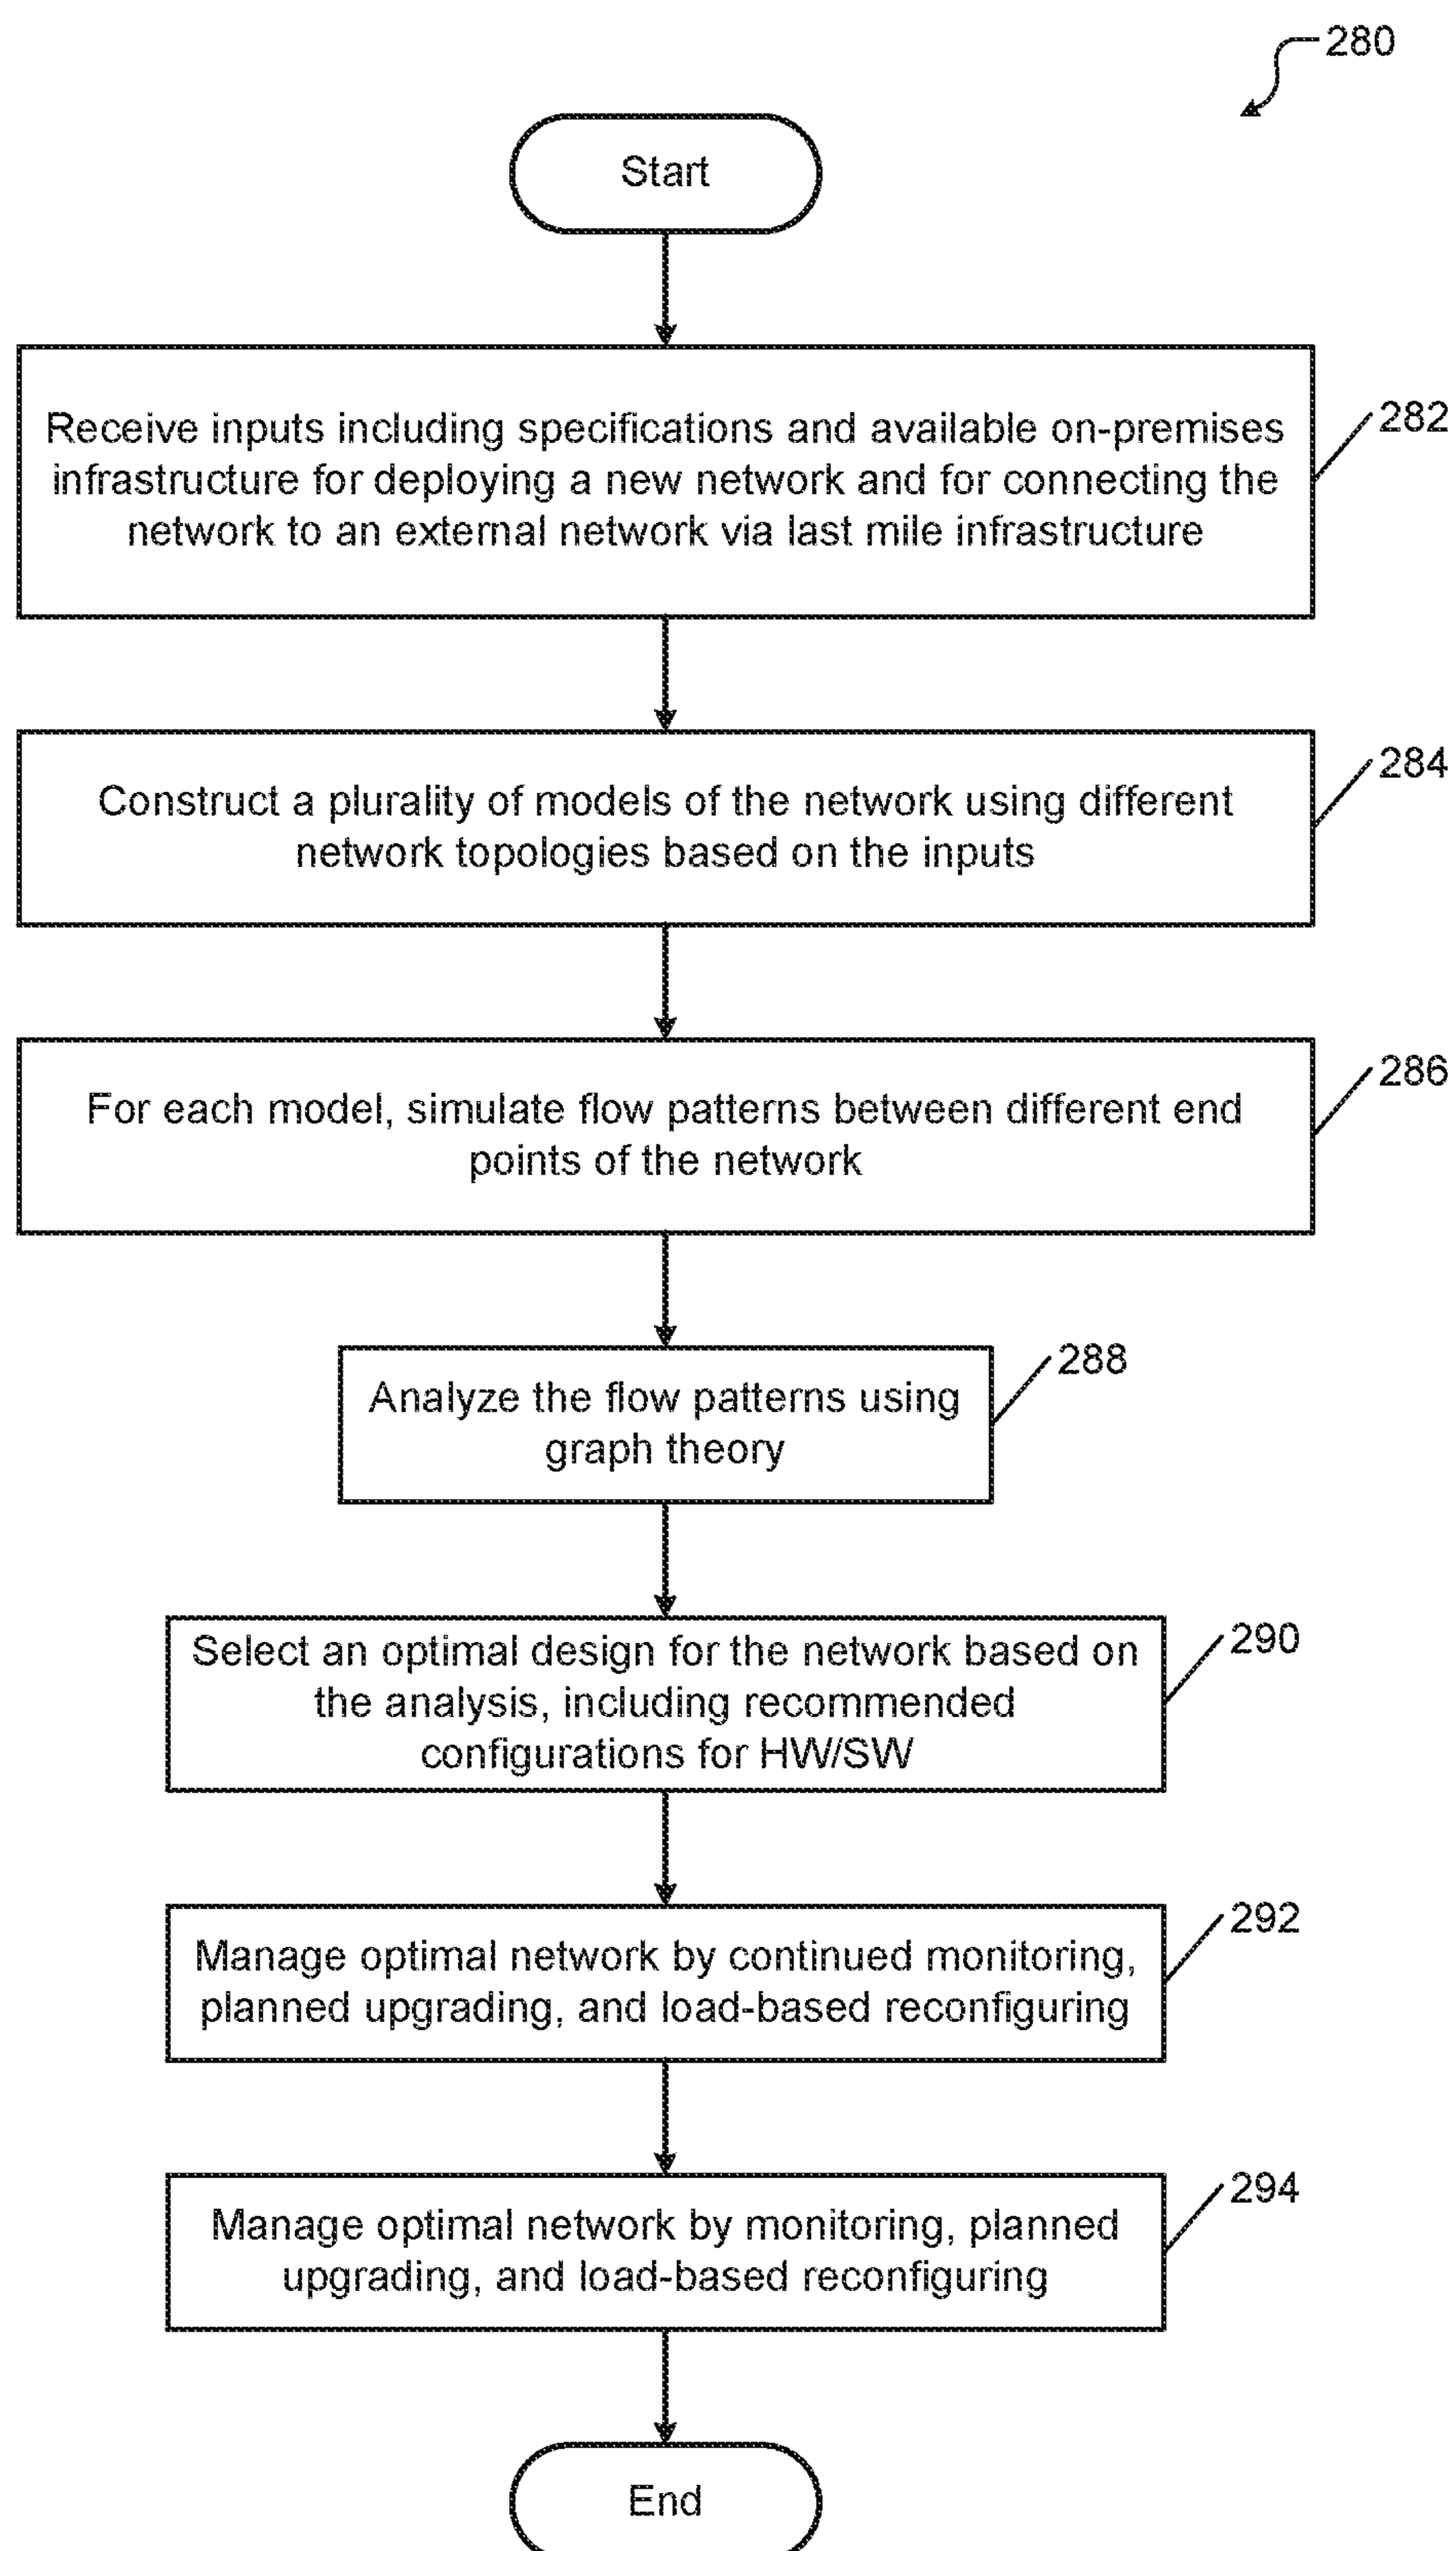 280
Start
Receive inputs including specifications and available on-premises
infrastructure for deploying a new network and for connecting the
network to an external network via last mile infrastructure
282
Construct a plurality of models of the network using different
network topologies based on the inputs
284
For each model, simulate flow patterns between different end
points of the network
286
Analyze the flow patterns using
graph theory
288
Select an optimal design for the network based on
the analysis, including recommended
configurations for HW/SW
290
Manage optimal network by continued monitoring,
planned upgrading, and load-based reconfiguring
292
Manage optimal network by monitoring, planned
upgrading, and load-based reconfiguring
294
End